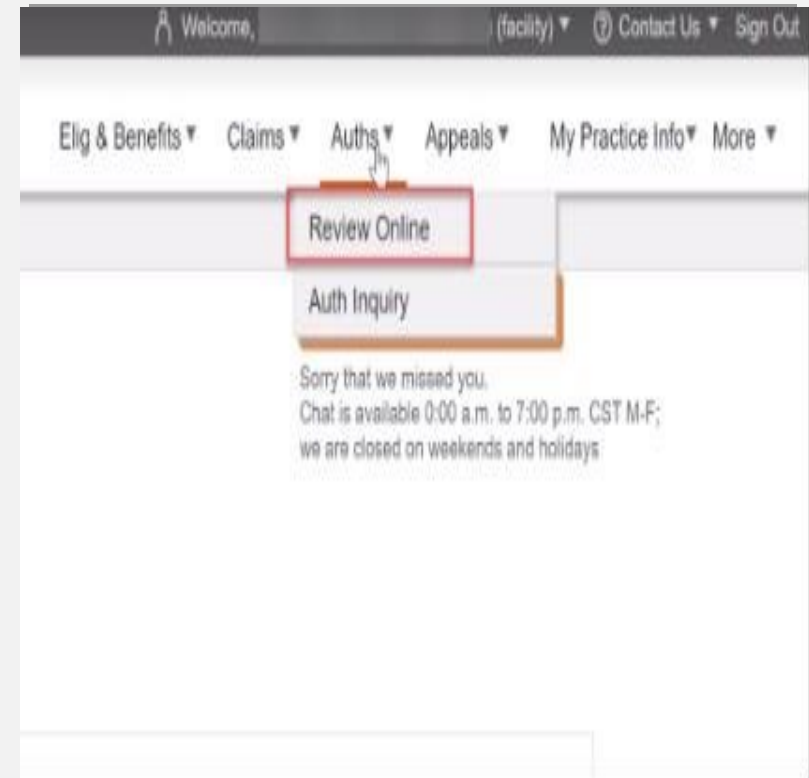 Welcome, (facility) Contact Us Sign Out
Elig & Benefits Claims Auths Appeals My Practice Info More
Review Online
Auth Inquiry
Sorry that we missed you.
Chat is available 0:00 a.m. to 7:00 p.m. CST M-F;
we are closed on weekends and holidays